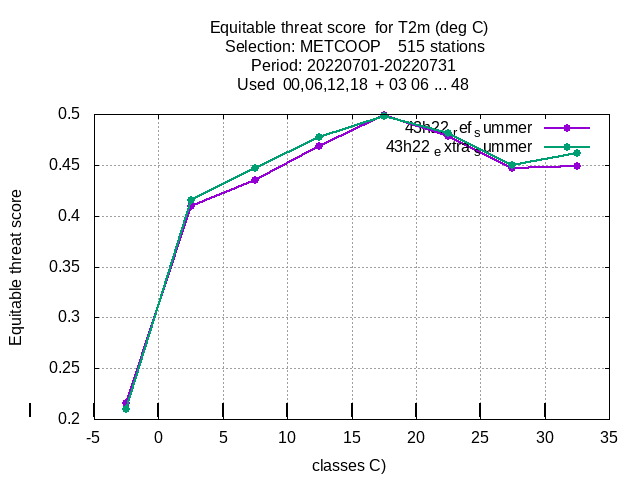 Equitable threat score  for T2m (deg C)
Selection: METCOOP    515 stations
Period: 20220701-20220731
Used  00,06,12,18  + 03 06 ... 48
0.5
0.45
0.4
0.35
0.3
0.25
0.2
Equitable threat score
43h22_ref_summer
43h22_extra_summer
-5 0 5 10 15 20 25 30 35
classes C)